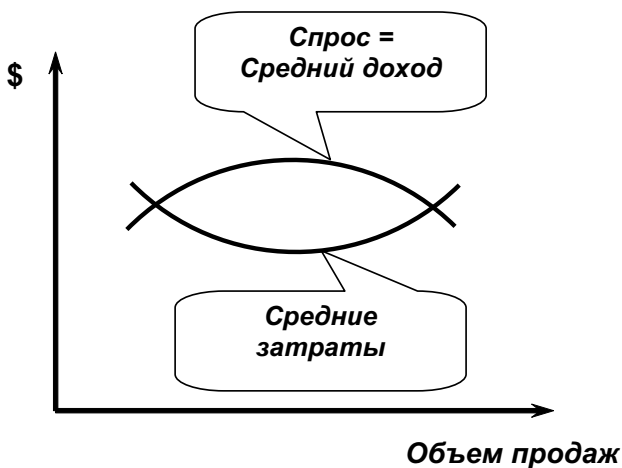 Спрос =
Средний доход
$
Средние
затраты
Объем продаж